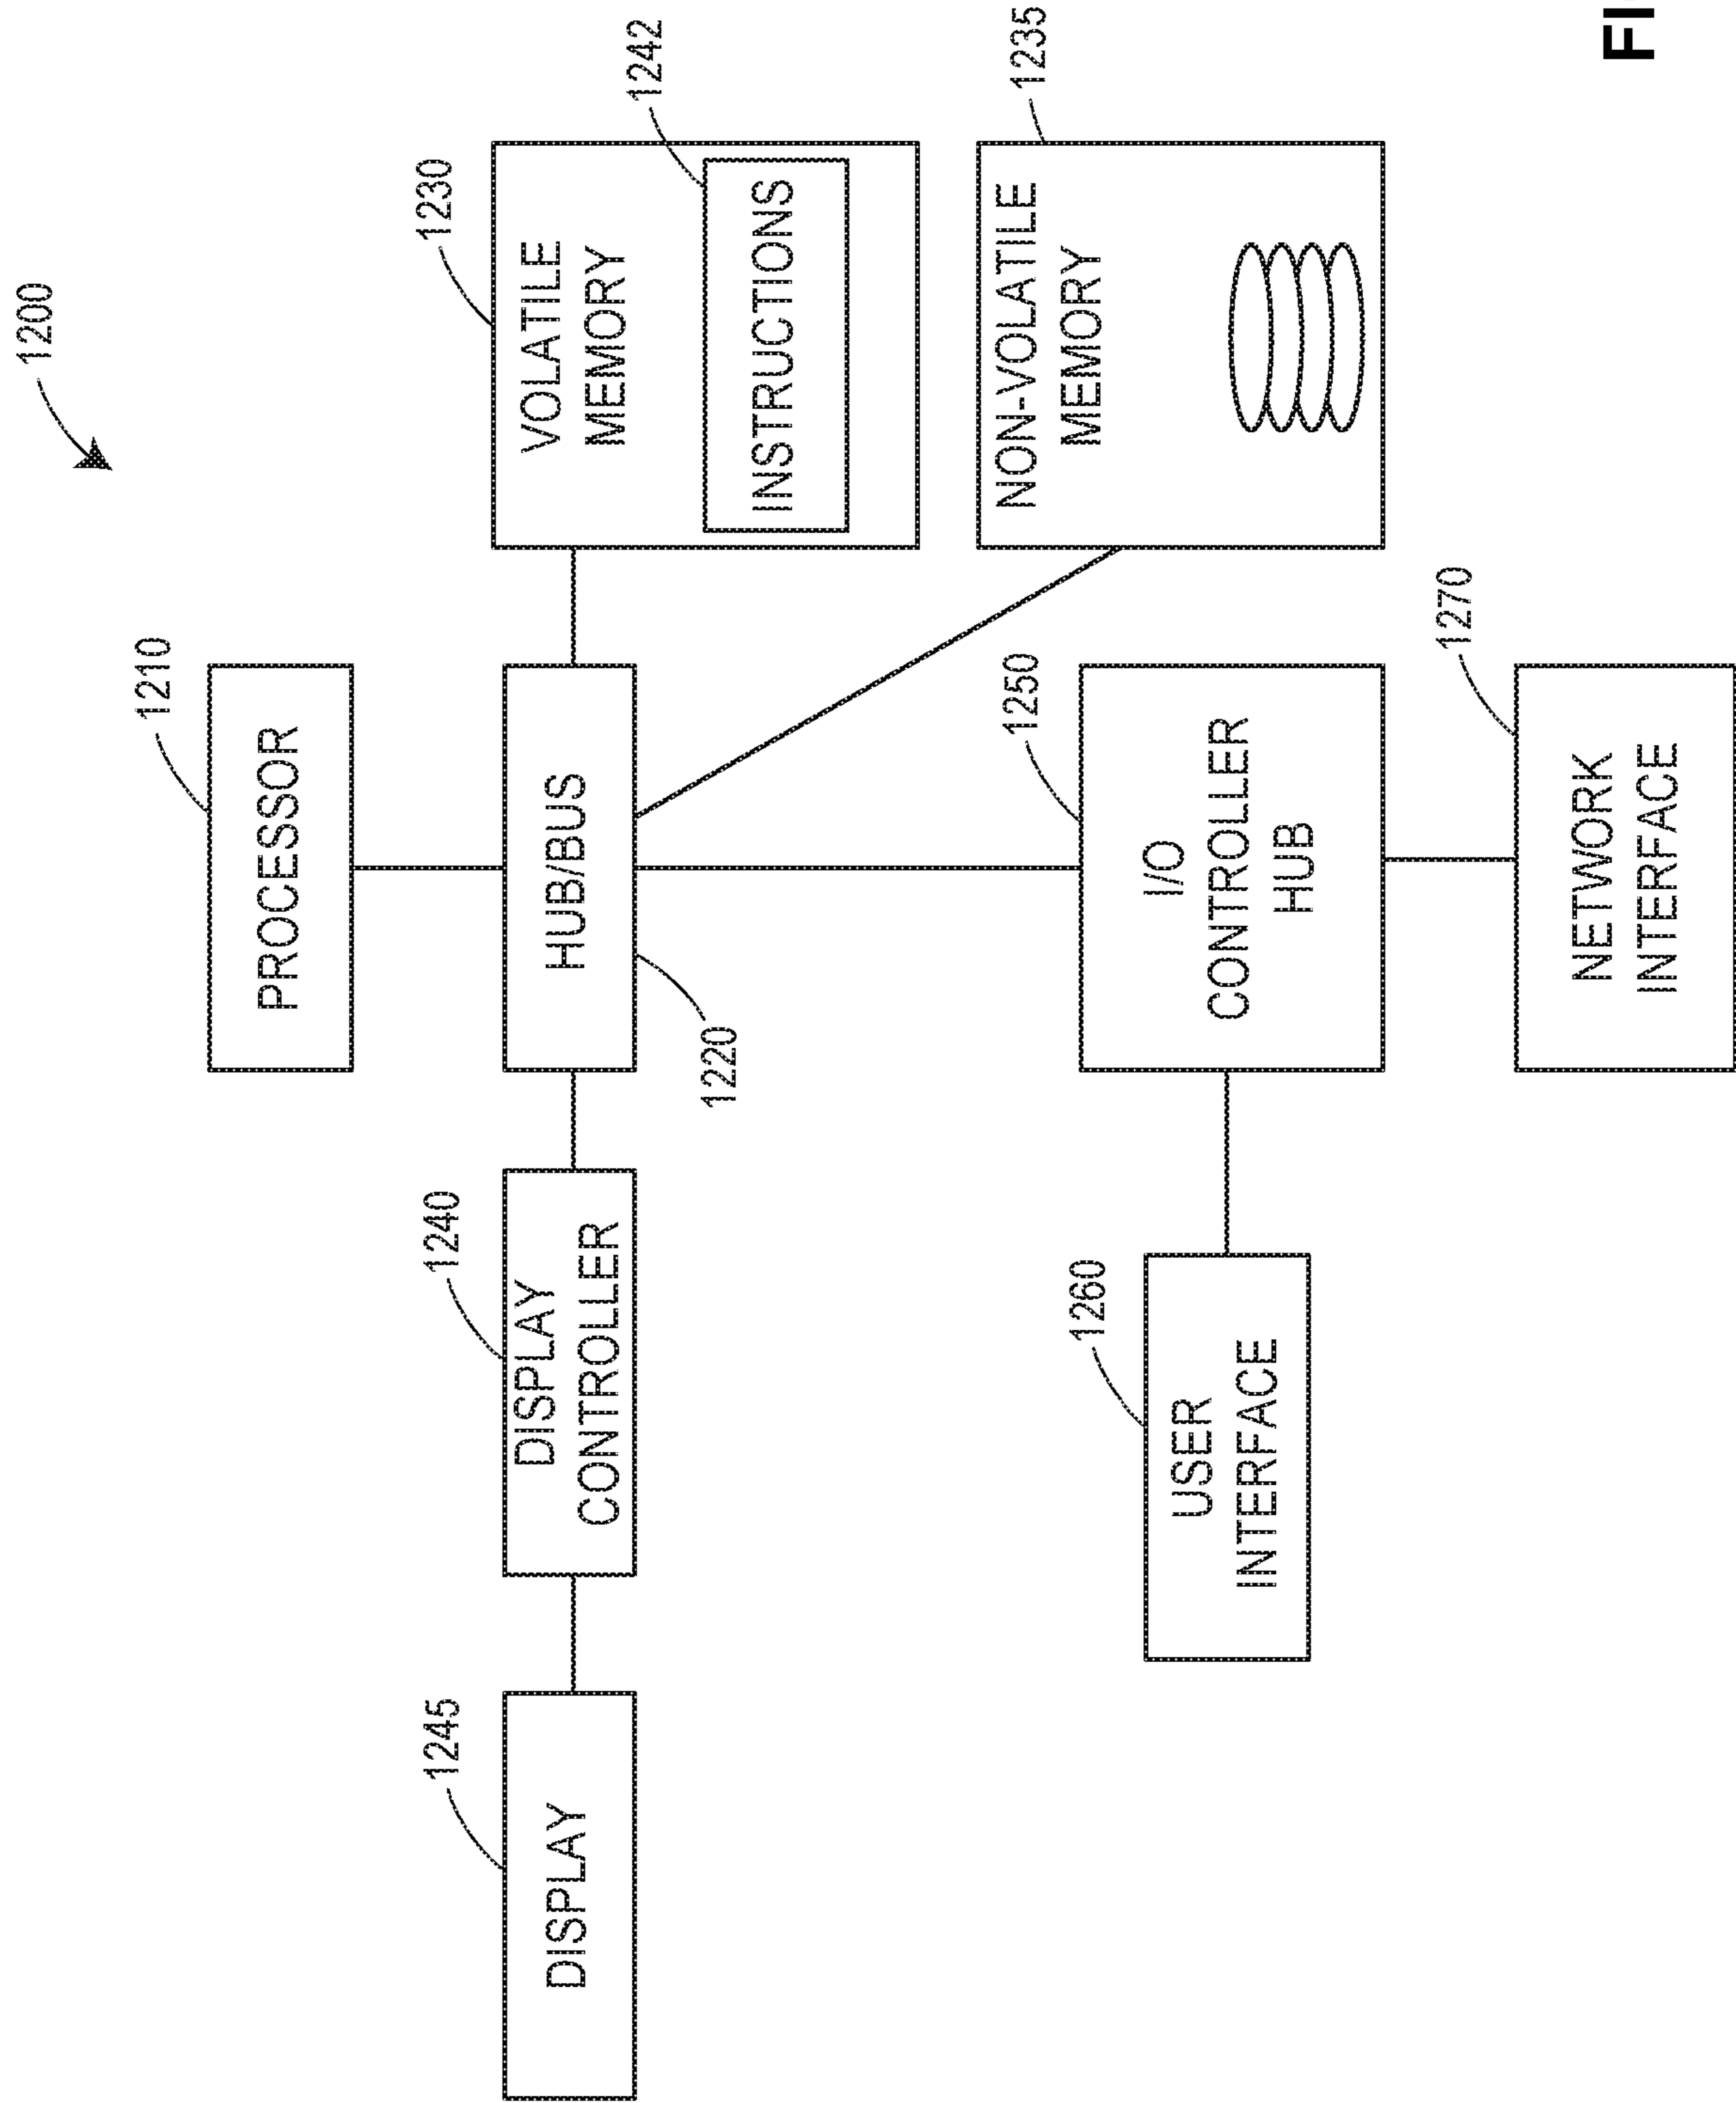 1200
1210
PROCESSOR
1245
DISPLAY
1240
DISPLAY
CONTROLLER
HUB/BUS
1220
1230
VOLATILE
MEMORY
1242
INSTRUCTIONS
1235
NON-VOLATILE
MEMORY
1260
USER
INTERFACE
1250
I/O
CONTROLLER
HUB
1270
NETWORK
INTERFACE